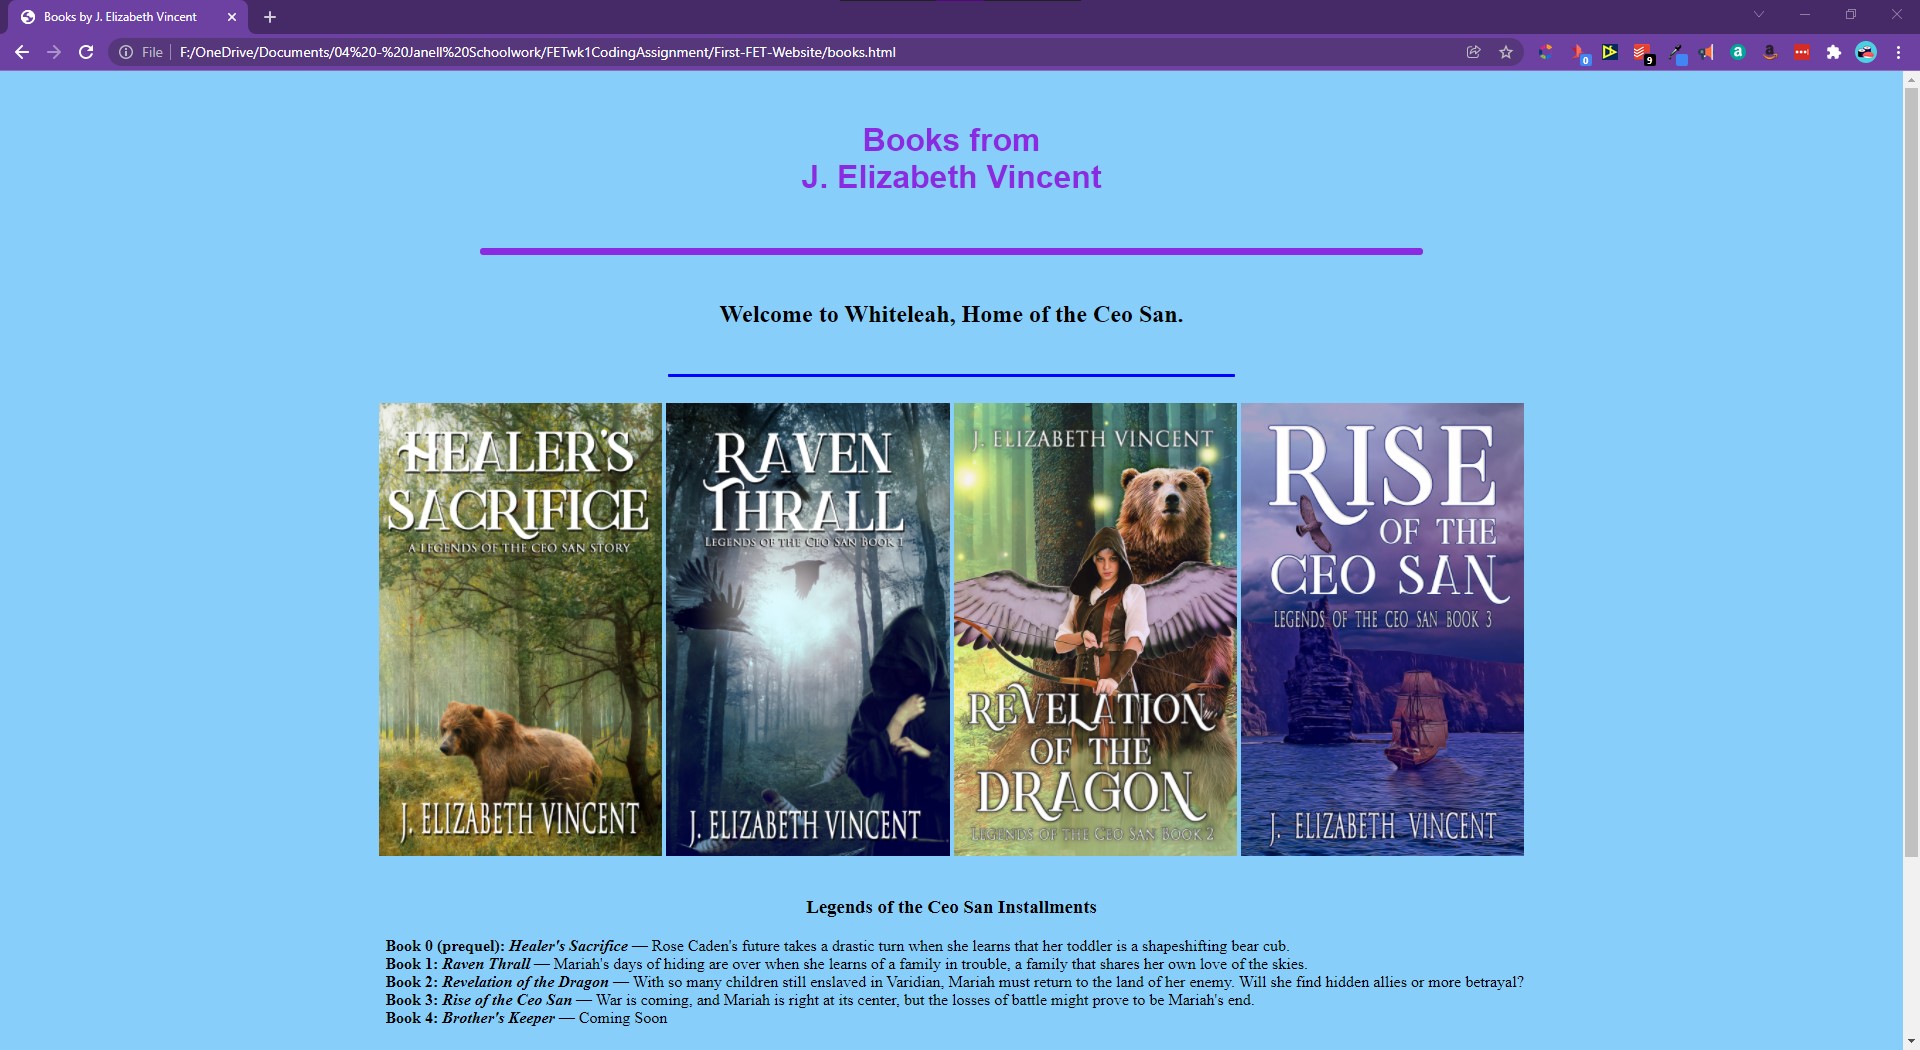 Books by J. Elizabeth Vincent
File
F:/OneDrive/Documents/04%20-%20Janell%20Schoolwork/FETwk1CodingAssignment/First-FET-Website/books.html
0
9
a
a
Books from
J. Elizabeth Vincent
Welcome to Whiteleah, Home of the Ceo San.
HEALER'S
SACRIFICE
A LEGENDS OF THE CEO SAN STORY
J. ELIZABETH VINCENT
RAVEN
THRALL
LEGENDS OF THE CEO SAN BOOK 1
J. ELIZABETH VINCENT
J. ELIZABETH VINCENT
REVELATION
OF THE
DRAGON
LEGENDS OF THE CEO SAN BOOK 2
RISE
OF THE
CEO SAN
LEGENDS OF THE CEO SAN BOOK 3
J. ELIZABETH VINCENT
Legends of the Ceo San Installments
Book 0 (prequel): Healer's Sacrifice — Rose Caden's future takes a drastic turn when she learns that her toddler is a shapeshifting bear cub.
Book 1: Raven Thrall — Mariah's days of hiding are over when she learns of a family in trouble, a family that shares her own love of the skies.
Book 2: Revelation of the Dragon — With so many children still enslaved in Varidian, Mariah must return to the land of her enemy. Will she find hidden allies or more betrayal?
Book 3: Rise of the Ceo San — War is coming, and Mariah is right at its center, but the losses of battle might prove to be Mariah's end.
Book 4: Brother's Keeper — Coming Soon